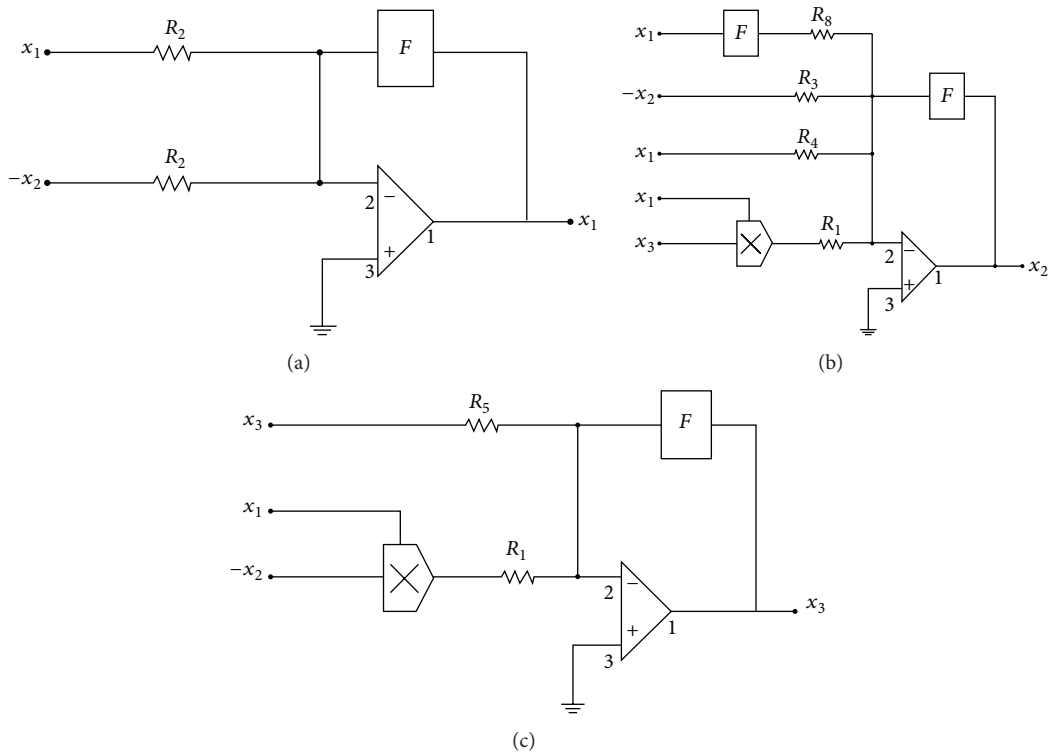 x₁ R₂ F
−x₂ R₂
2 −
1 x₁
+
3
(a)
x₁ F R₈
−x₂ R₃ F
x₁ R₄
x₁
x₃ × R₁
2 −
1 x₂
+
3
(b)
x₃ R₅ F
x₁
−x₂ × R₁
2 −
1 x₃
+
3
(c)